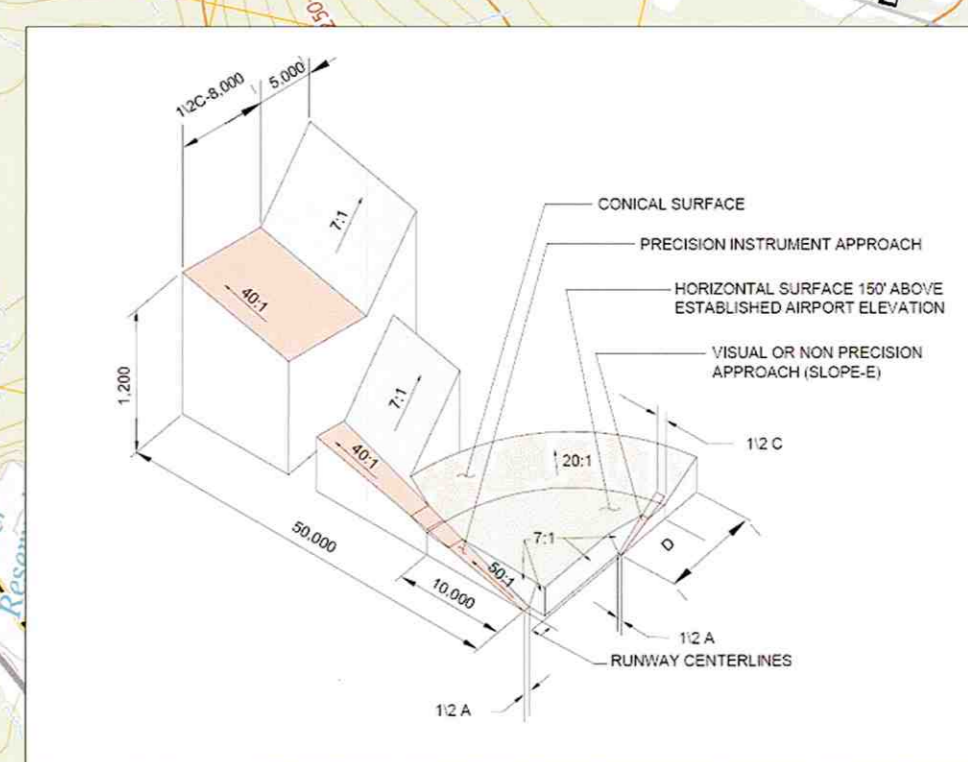 250
1\2C-8,000
5,000
7:1
40:1
CONICAL SURFACE
PRECISION INSTRUMENT APPROACH
HORIZONTAL SURFACE 150' ABOVE
ESTABLISHED AIRPORT ELEVATION
VISUAL OR NON PRECISION
APPROACH (SLOPE-E)
1,200
7:1
40:1
20:1
1\2 C
50,000
7:1
50:1
D
10,000
1\2 A
RUNWAY CENTERLINES
1\2 A